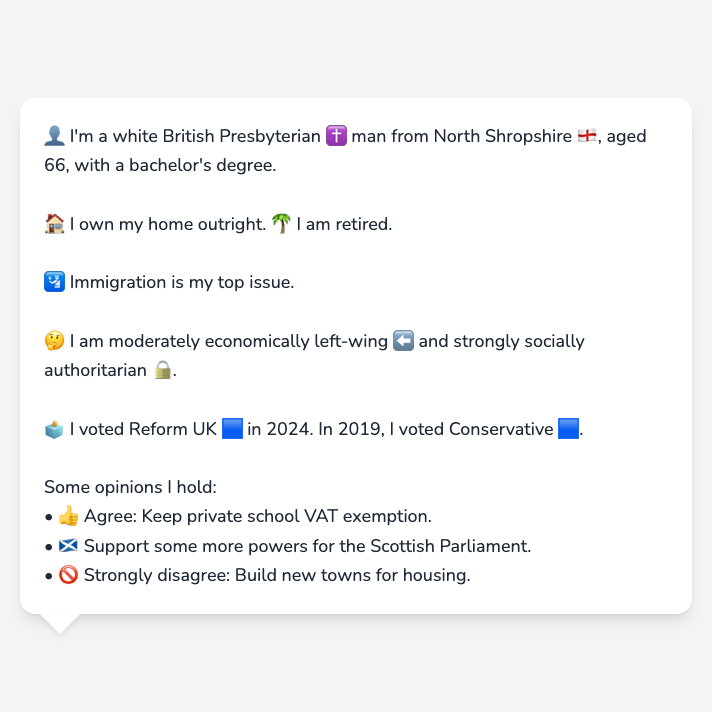 👤 I'm a white British Presbyterian ✝️ man from North Shropshire 🏴󠁧󠁢󠁥󠁮󠁧󠁿, aged
66, with a bachelor's degree.
🏠 I own my home outright. 🌴 I am retired.
🛂 Immigration is my top issue.
🤔 I am moderately economically left-wing ⬅️ and strongly socially
authoritarian 🔒.
🗳️ I voted Reform UK 🟦 in 2024. In 2019, I voted Conservative 🟦.
Some opinions I hold:
• 👍 Agree: Keep private school VAT exemption.
• 🏴󠁧󠁢󠁳󠁣󠁴󠁿 Support some more powers for the Scottish Parliament.
• 🚫 Strongly disagree: Build new towns for housing.